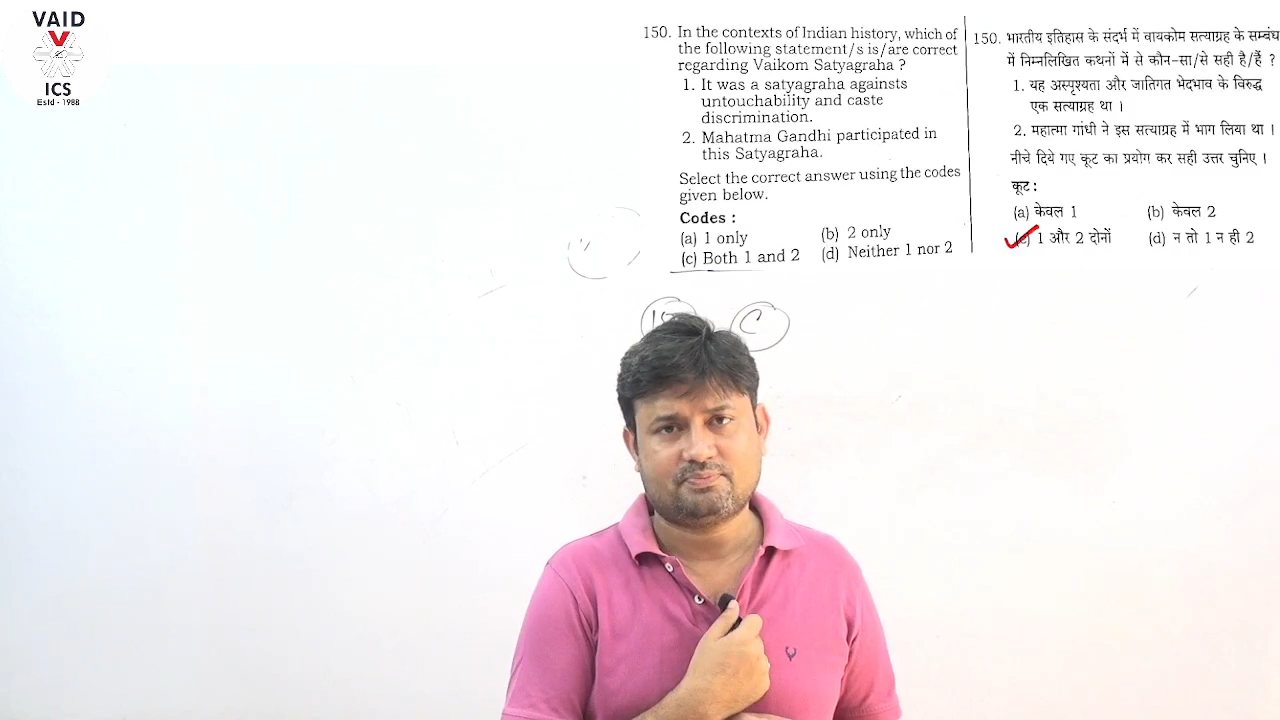 VAID
ICS
Estd - 1988
150. In the contexts of Indian history, which of
the following statement/s is/are correct
regarding Vaikom Satyagraha ?
1. It was a satyagraha againsts
untouchability and caste
discrimination.
2. Mahatma Gandhi participated in
this Satyagraha.
Select the correct answer using the codes
given below.
Codes :
(a) 1 only
(b) 2 only
(c) Both 1 and 2
(d) Neither 1 nor 2
150. भारतीय इतिहास के संदर्भ में वायकोम सत्याग्रह के सम्बंध
में निम्नलिखित कथनों में से कौन-सा/से सही है/हैं ?
1. यह अस्पृश्यता और जातिगत भेदभाव के विरुद्ध
एक सत्याग्रह था ।
2. महात्मा गांधी ने इस सत्याग्रह में भाग लिया था ।
नीचे दिये गए कूट का प्रयोग कर सही उत्तर चुनिए ।
कूट :
(a) केवल 1
(b) केवल 2
(c) 1 और 2 दोनों
(d) न तो 1 न ही 2
C